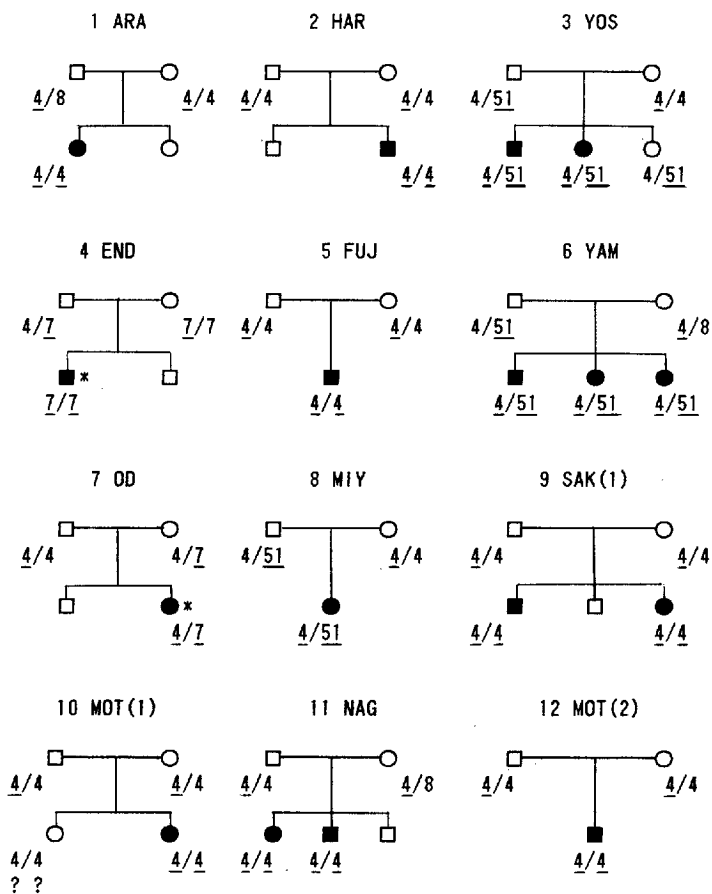 1 ARA 2 HAR 3 YOS
4/8 4/4 4/4 4/4 4/51 4/4
4/4 4/4 4/51 4/51 4/51
4 END 5 FUJ 6 YAM
4/7 7/7 4/4 4/4 4/51 4/8
* 
7/7 4/4 4/51 4/51 4/51
7 OD 8 MIY 9 SAK(1)
4/4 4/7 4/51 4/4 4/4 4/4
*
4/7 4/51 4/4 4/4
10 MOT(1) 11 NAG 12 MOT(2)
4/4 4/4 4/4 4/8 4/4 4/4
4/4 4/4 4/4 4/4 4/4
? ?